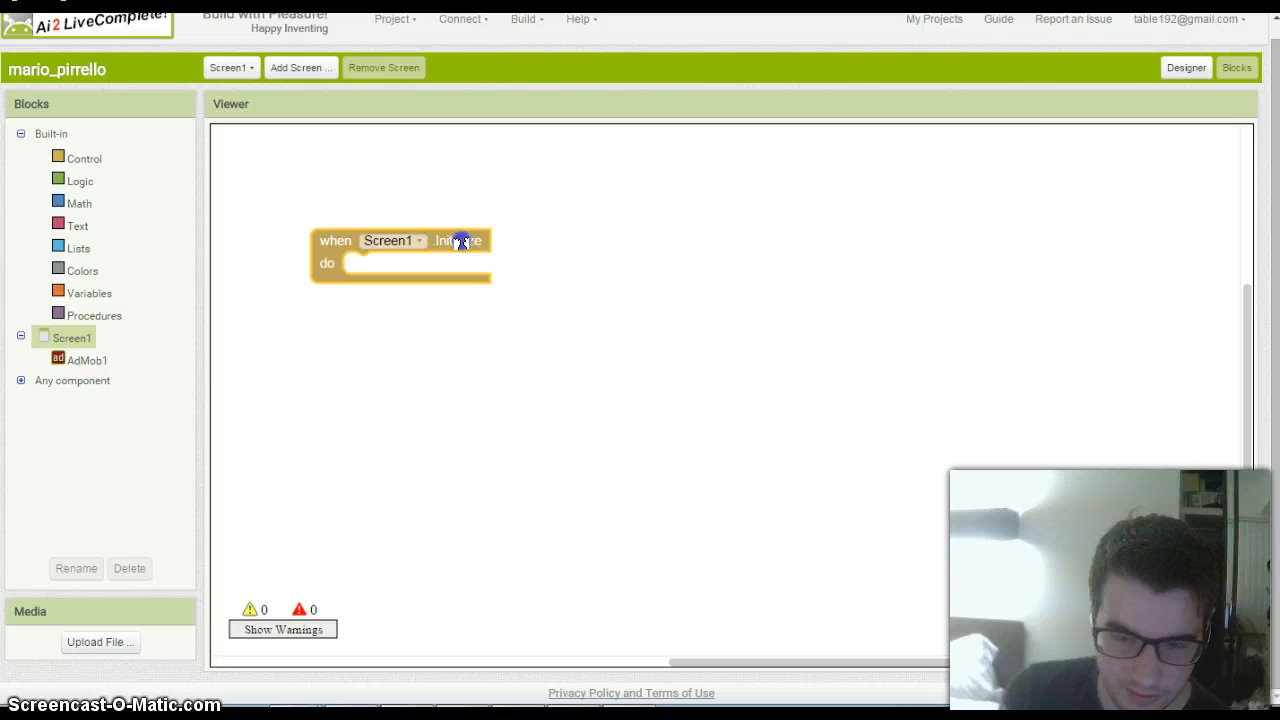 Ai2 LiveComplete!
Build With Pleasure!
Happy Inventing
Project
Connect
Build
Help
My Projects
Guide
Report an Issue
table192@gmail.com
mario_pirrello
Screen1
Add Screen ...
Remove Screen
Designer
Blocks
Blocks
Viewer
Built-in
Control
Logic
Math
Text
Lists
Colors
Variables
Procedures
Screen1
ad AdMob1
Any component
Rename
Delete
Media
Upload File ...
when Screen1
do
0
0
Show Warnings
Privacy Policy and Terms of Use
Screencast-O-Matic.com